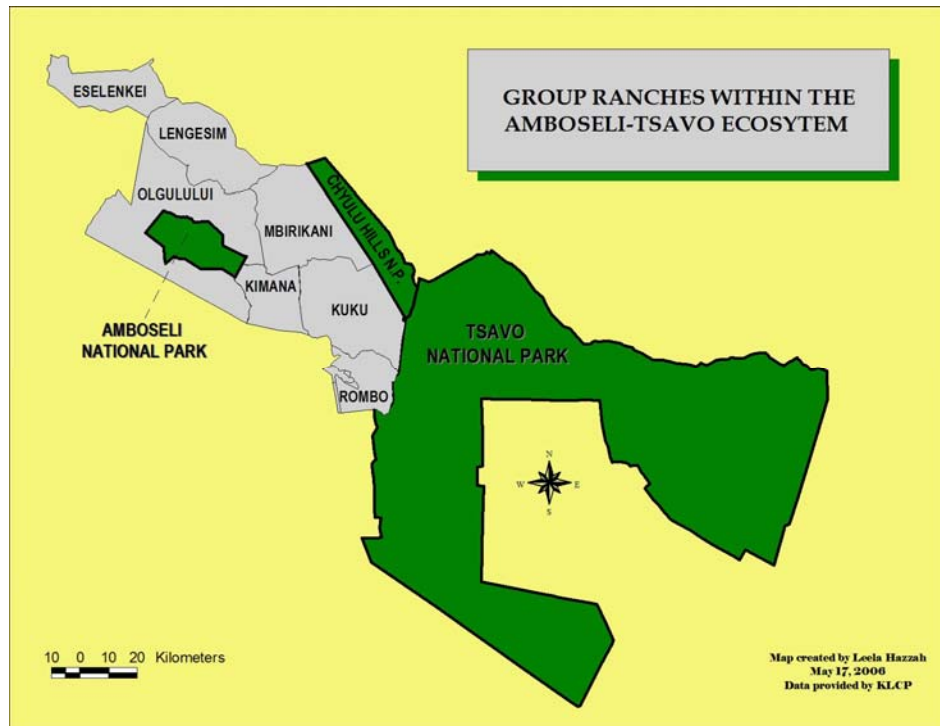 GROUP RANCHES WITHIN THE
AMBOSELI-TSAVO ECOSYTEM
ESELENKEI
LENGESIM
OLGULULUI
MBIRIKANI
CHYULU HILLS N.P.
KIMANA
KUKU
AMBOSELI
NATIONAL PARK
TSAVO
NATIONAL PARK
ROMBO
N
W
E
S
10 0 10 20 Kilometers
Map created by Leela Hazzah
May 17, 2006
Data provided by KLCP